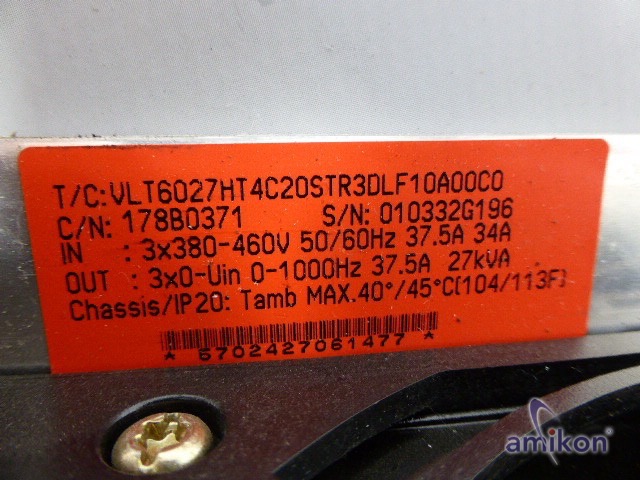 T/C:VLT6027HT4C20STR3DLF10A00C0
C/N: 178B0371 S/N: 010332G196
IN : 3x380-460V 50/60Hz 37.5A 34A
OUT : 3x0-Uin 0-1000Hz 37.5A 27kVA
Chassis/IP20: Tamb MAX.40°/45°C(104/113F)
* 5702427061477 *
amikon